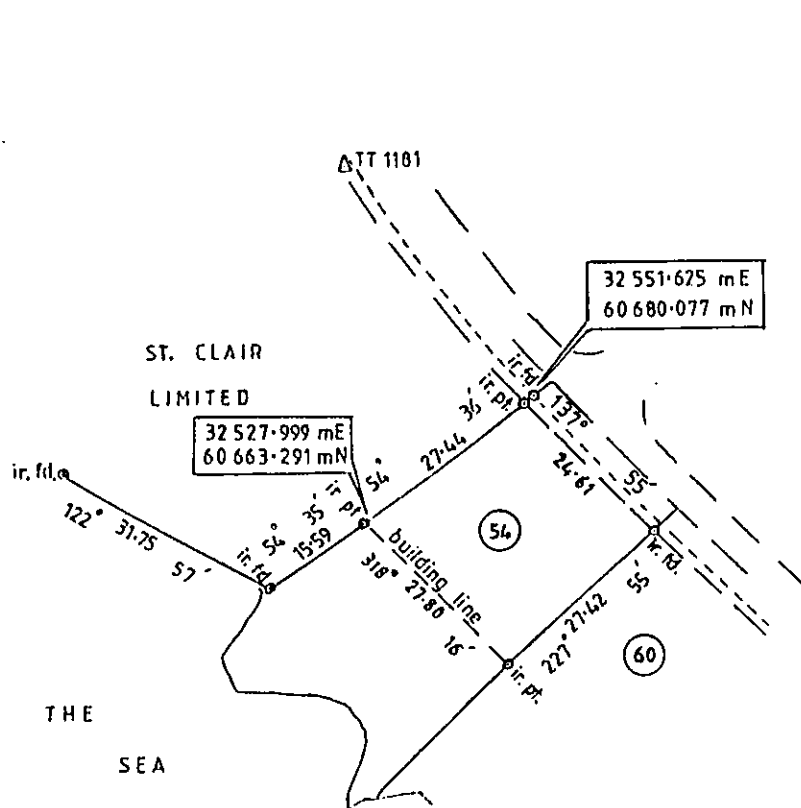 TT 1181
32 551·625 mE
60 680·077 mN
ST. CLAIR
LIMITED
ir. fd.
ir. pt.
137° 55′
24·61
54° 36′
27·44
32 527·999 mE
60 663·291 mN
ir. pt.
ir. fd.
122° 57′
31·75
ir. fd.
54° 35′
15·59
54
building line
318° 16′
27·80
ir. fd.
227° 55′
27·42
60
ir. pt.
THE
SEA